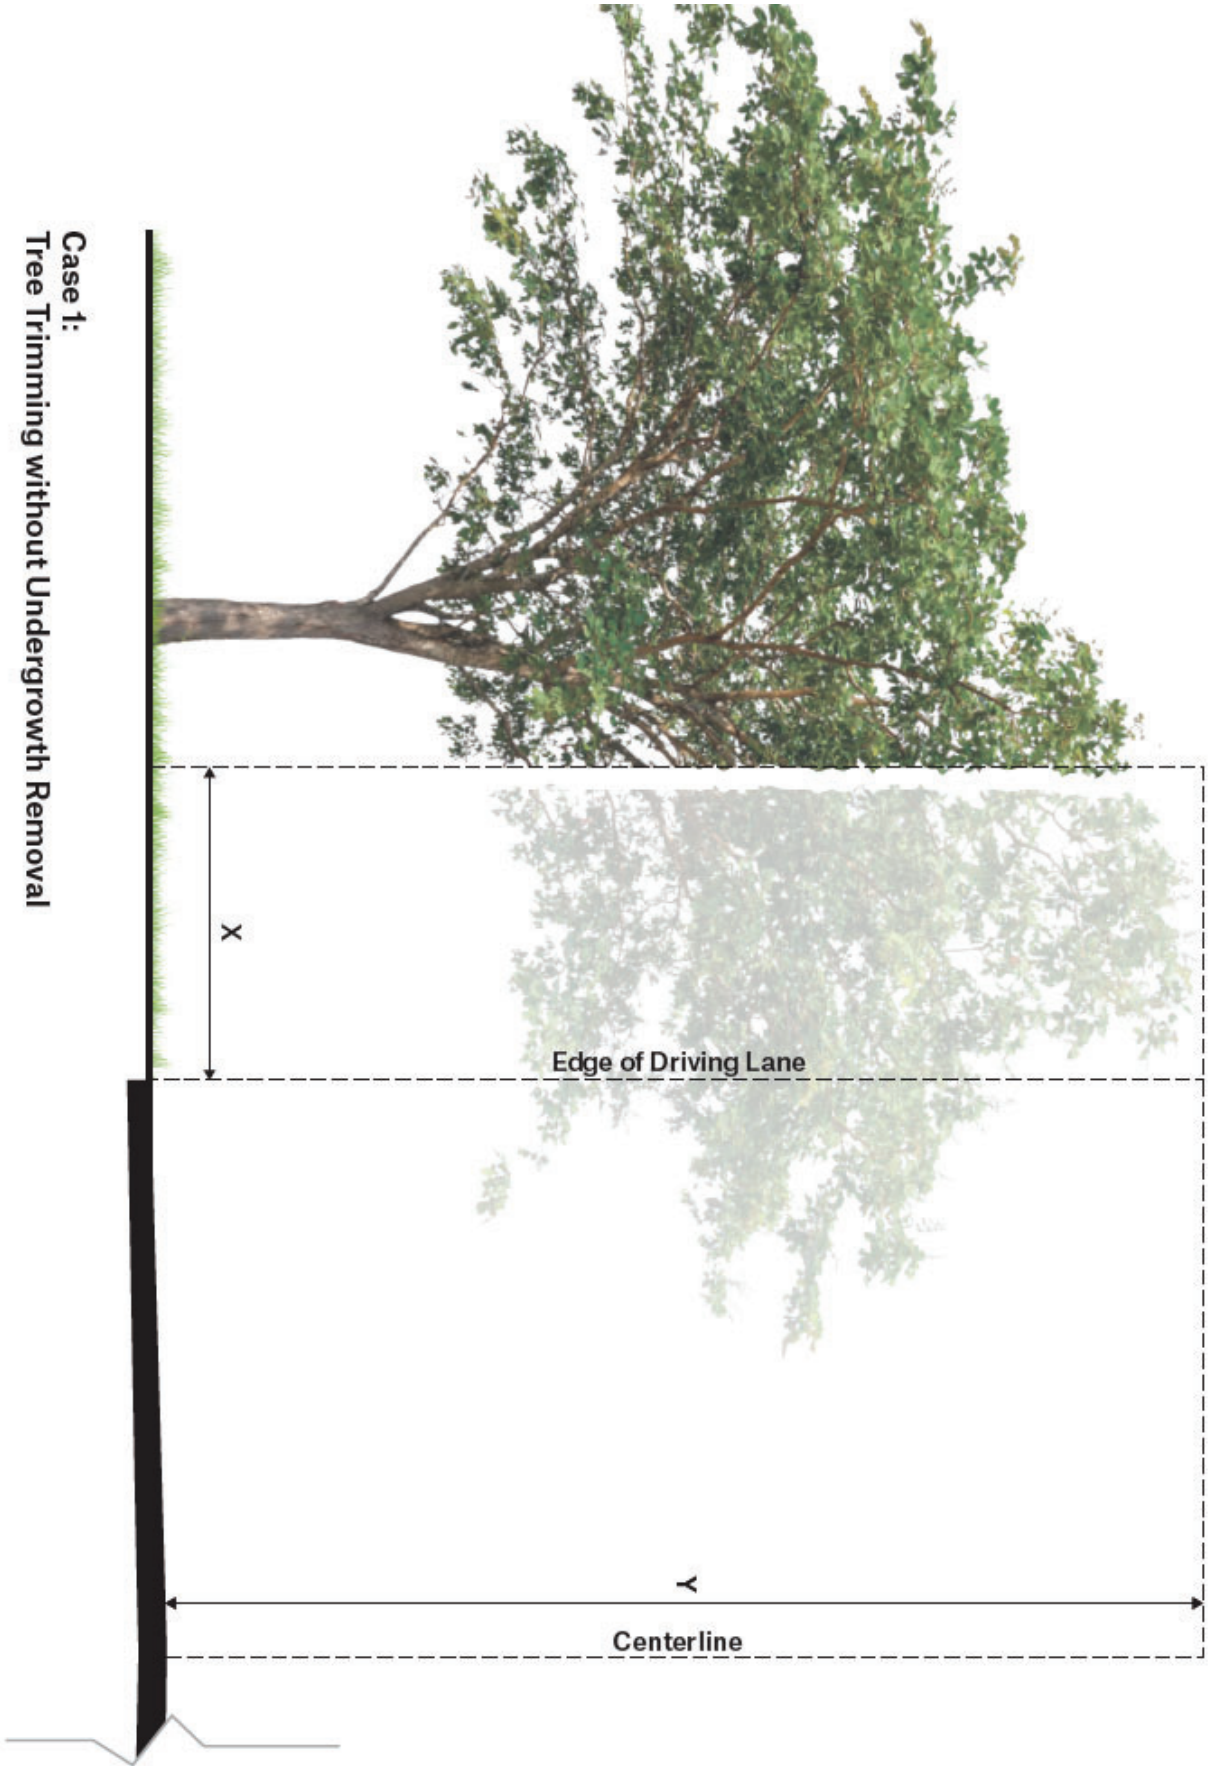 Case 1:
Tree Trimming without Undergrowth Removal
X
Edge of Driving Lane
Y
Centerline